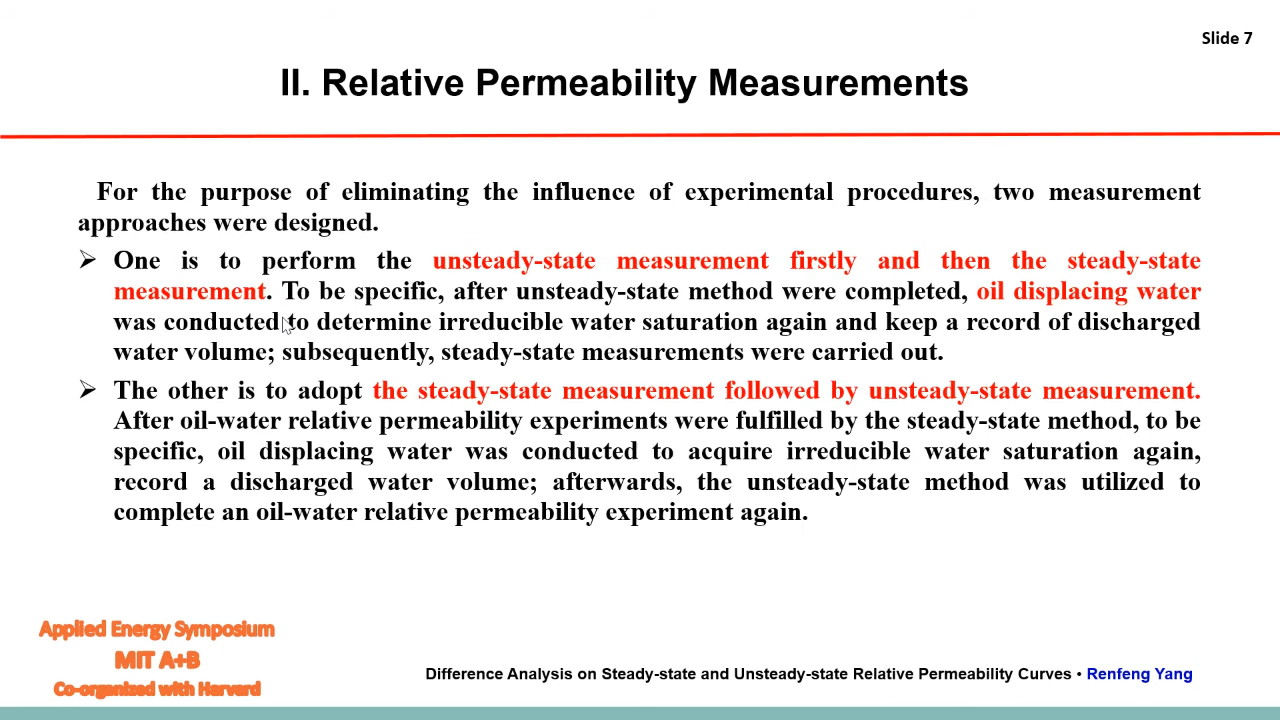 Slide 7
II. Relative Permeability Measurements
For the purpose of eliminating the influence of experimental procedures, two measurement
approaches were designed.
➢ One is to perform the unsteady-state measurement firstly and then the steady-state
measurement. To be specific, after unsteady-state method were completed, oil displacing water
was conducted to determine irreducible water saturation again and keep a record of discharged
water volume; subsequently, steady-state measurements were carried out.
➢ The other is to adopt the steady-state measurement followed by unsteady-state measurement.
After oil-water relative permeability experiments were fulfilled by the steady-state method, to be
specific, oil displacing water was conducted to acquire irreducible water saturation again,
record a discharged water volume; afterwards, the unsteady-state method was utilized to
complete an oil-water relative permeability experiment again.
Applied Energy Symposium
MIT A+B
Co-organized with Harvard
Difference Analysis on Steady-state and Unsteady-state Relative Permeability Curves • Renfeng Yang